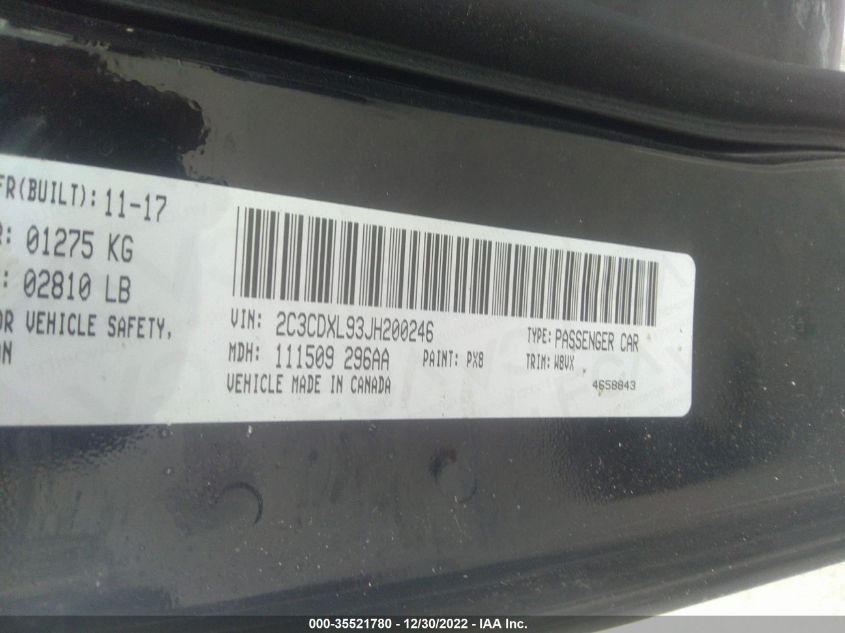 FR(BUILT): 11-17
R: 01275 KG
: 02810 LB
OR VEHICLE SAFETY,
ON
VIN: 2C3CDXL93JH200246
TYPE: PASSENGER CAR
MDH: 111509 296AA
PAINT: PX8
TRIM: W8VX
VEHICLE MADE IN CANADA
4658843
000-35521780 - 12/30/2022 - IAA Inc.